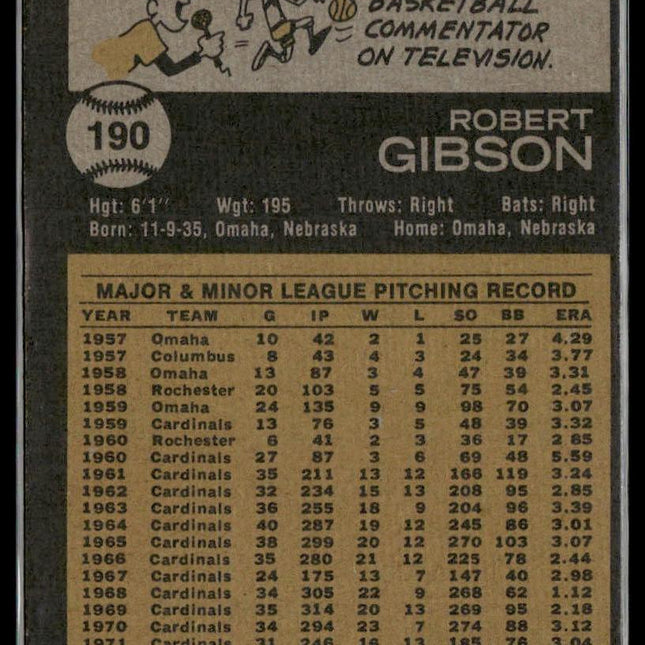 BASKETBALL
COMMENTATOR
ON TELEVISION.
190
ROBERT
GIBSON
Hgt: 6'1" Wgt: 195 Throws: Right Bats: Right
Born: 11-9-35, Omaha, Nebraska Home: Omaha, Nebraska
MAJOR & MINOR LEAGUE PITCHING RECORD
YEAR TEAM G IP W L SO BB ERA
1957 Omaha 10 42 2 1 25 27 4.29
1957 Columbus 8 43 4 3 24 34 3.77
1958 Omaha 13 87 3 4 47 39 3.31
1958 Rochester 20 103 5 5 75 54 2.45
1959 Omaha 24 135 9 9 98 70 3.07
1959 Cardinals 13 76 3 5 48 39 3.32
1960 Rochester 6 41 2 3 36 17 2 85
1960 Cardinals 27 87 3 6 69 48 5.59
1961 Cardinals 35 211 13 12 166 119 3.24
1962 Cardinals 32 234 15 13 208 95 2.85
1963 Cardinals 36 255 18 9 204 96 3.39
1964 Cardinals 40 287 19 12 245 86 3.01
1965 Cardinals 38 299 20 12 270 103 3.07
1966 Cardinals 35 280 21 12 225 78 2.44
1967 Cardinals 24 175 13 7 147 40 2.98
1968 Cardinals 34 305 22 9 268 62 1.12
1969 Cardinals 35 314 20 13 269 95 2.18
1970 Cardinals 34 294 23 7 274 88 3.12
1971 Cardinals 31 246 16 13 185 76 3.04